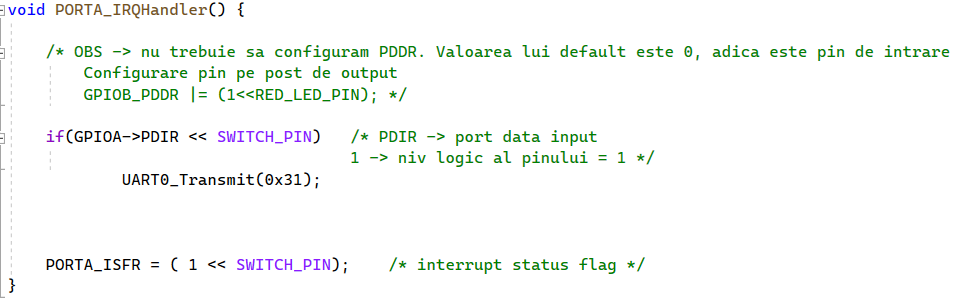 void PORTA_IRQHandler() {
/* OBS -> nu trebuie sa configuram PDDR. Valoarea lui default este 0, adica este pin de intrare
Configurare pin pe post de output
GPIOB_PDDR |= (1<<RED_LED_PIN); */
if(GPIOA->PDIR << SWITCH_PIN)   /* PDIR -> port data input
1 -> niv logic al pinului = 1 */
UART0_Transmit(0x31);
PORTA_ISFR = ( 1 << SWITCH_PIN);    /* interrupt status flag */
}